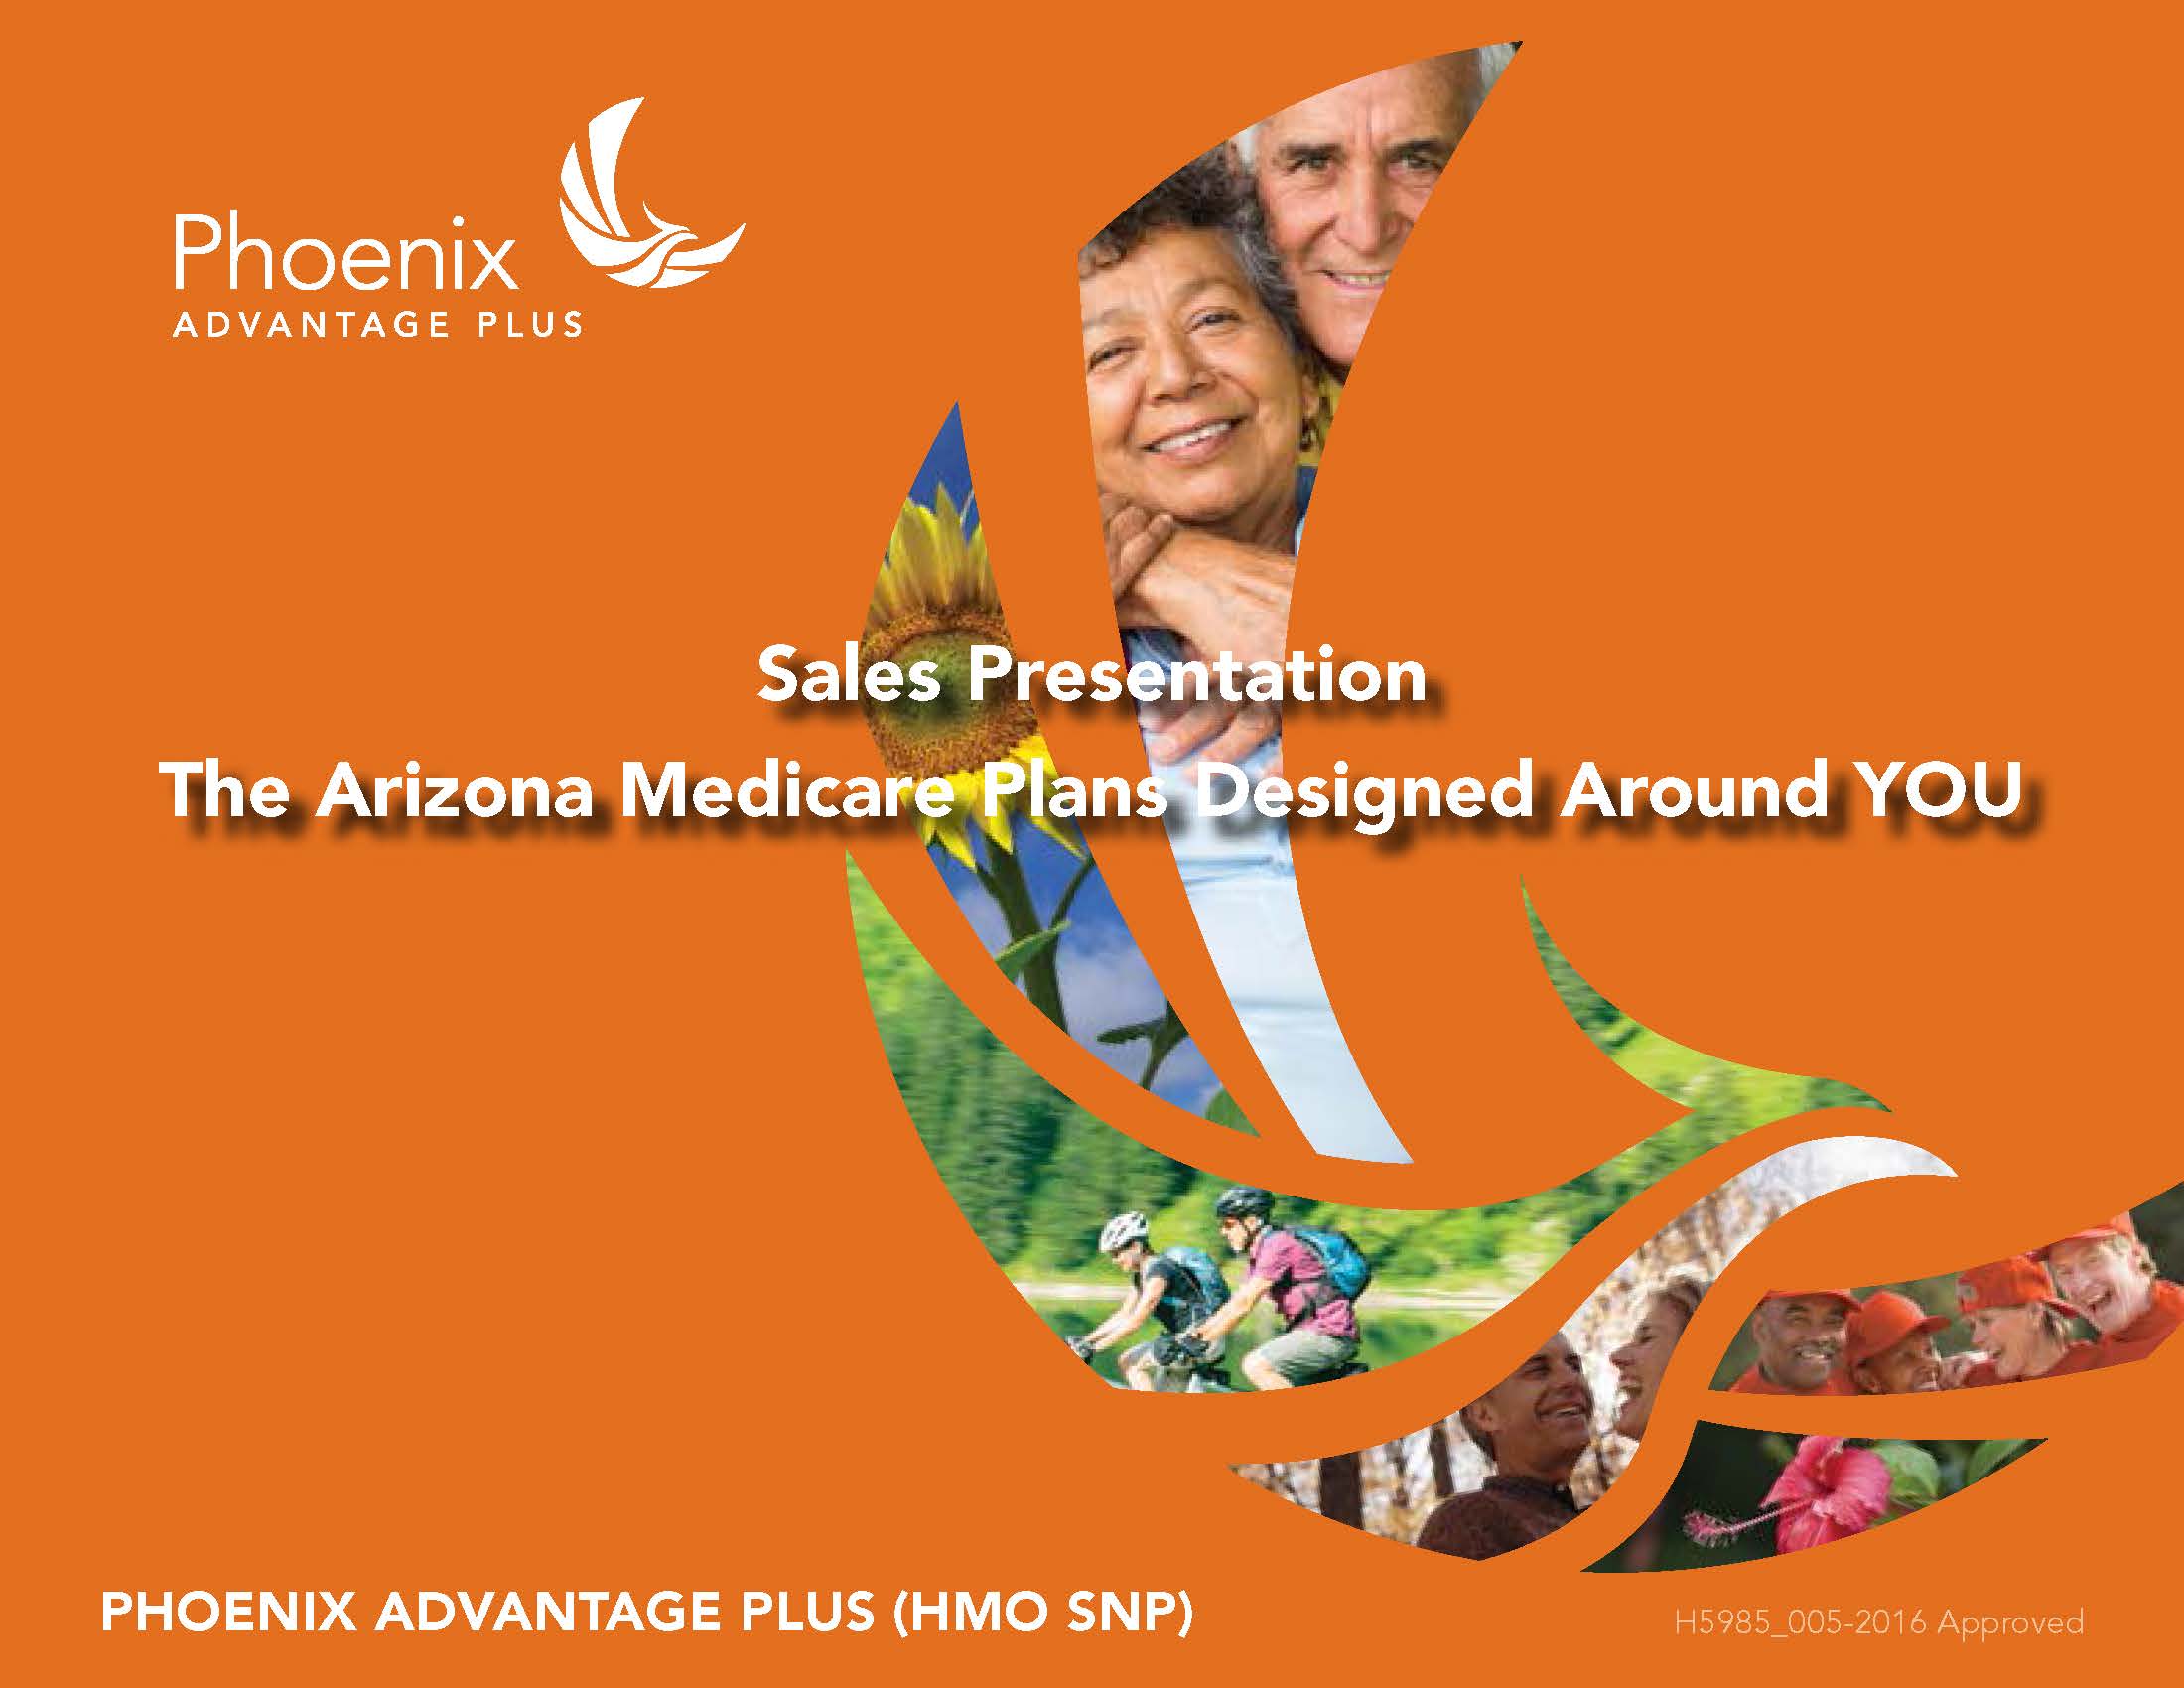 Phoenix
ADVANTAGE PLUS
Sales Presentation
The Arizona Medicare Plans Designed Around YOU
PHOENIX ADVANTAGE PLUS (HMO SNP)
H5985_005-2016 Approved